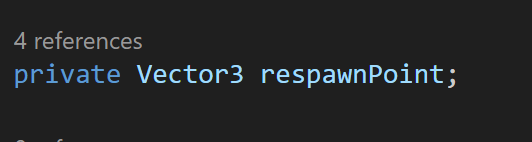 4 references
private Vector3 respawnPoint;